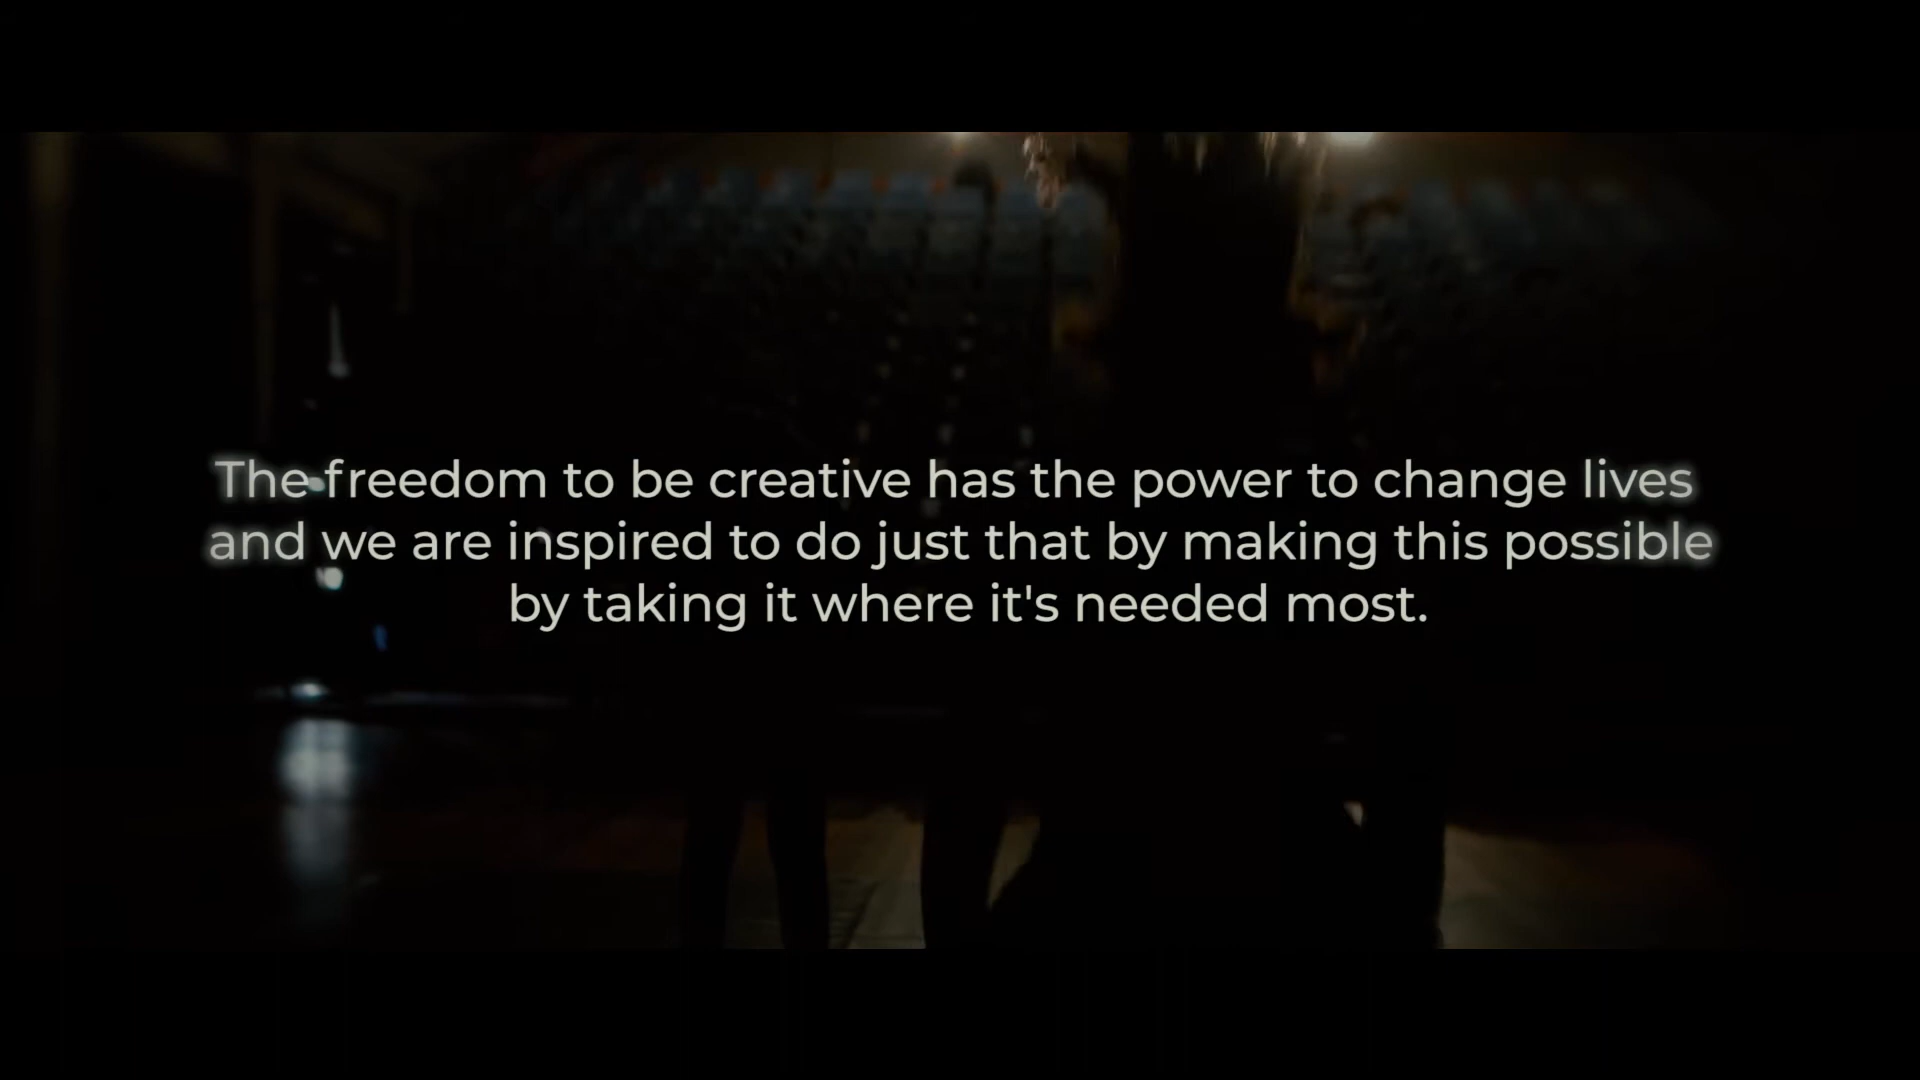 The freedom to be creative has the power to change lives
and we are inspired to do just that by making this possible
by taking it where it's needed most.